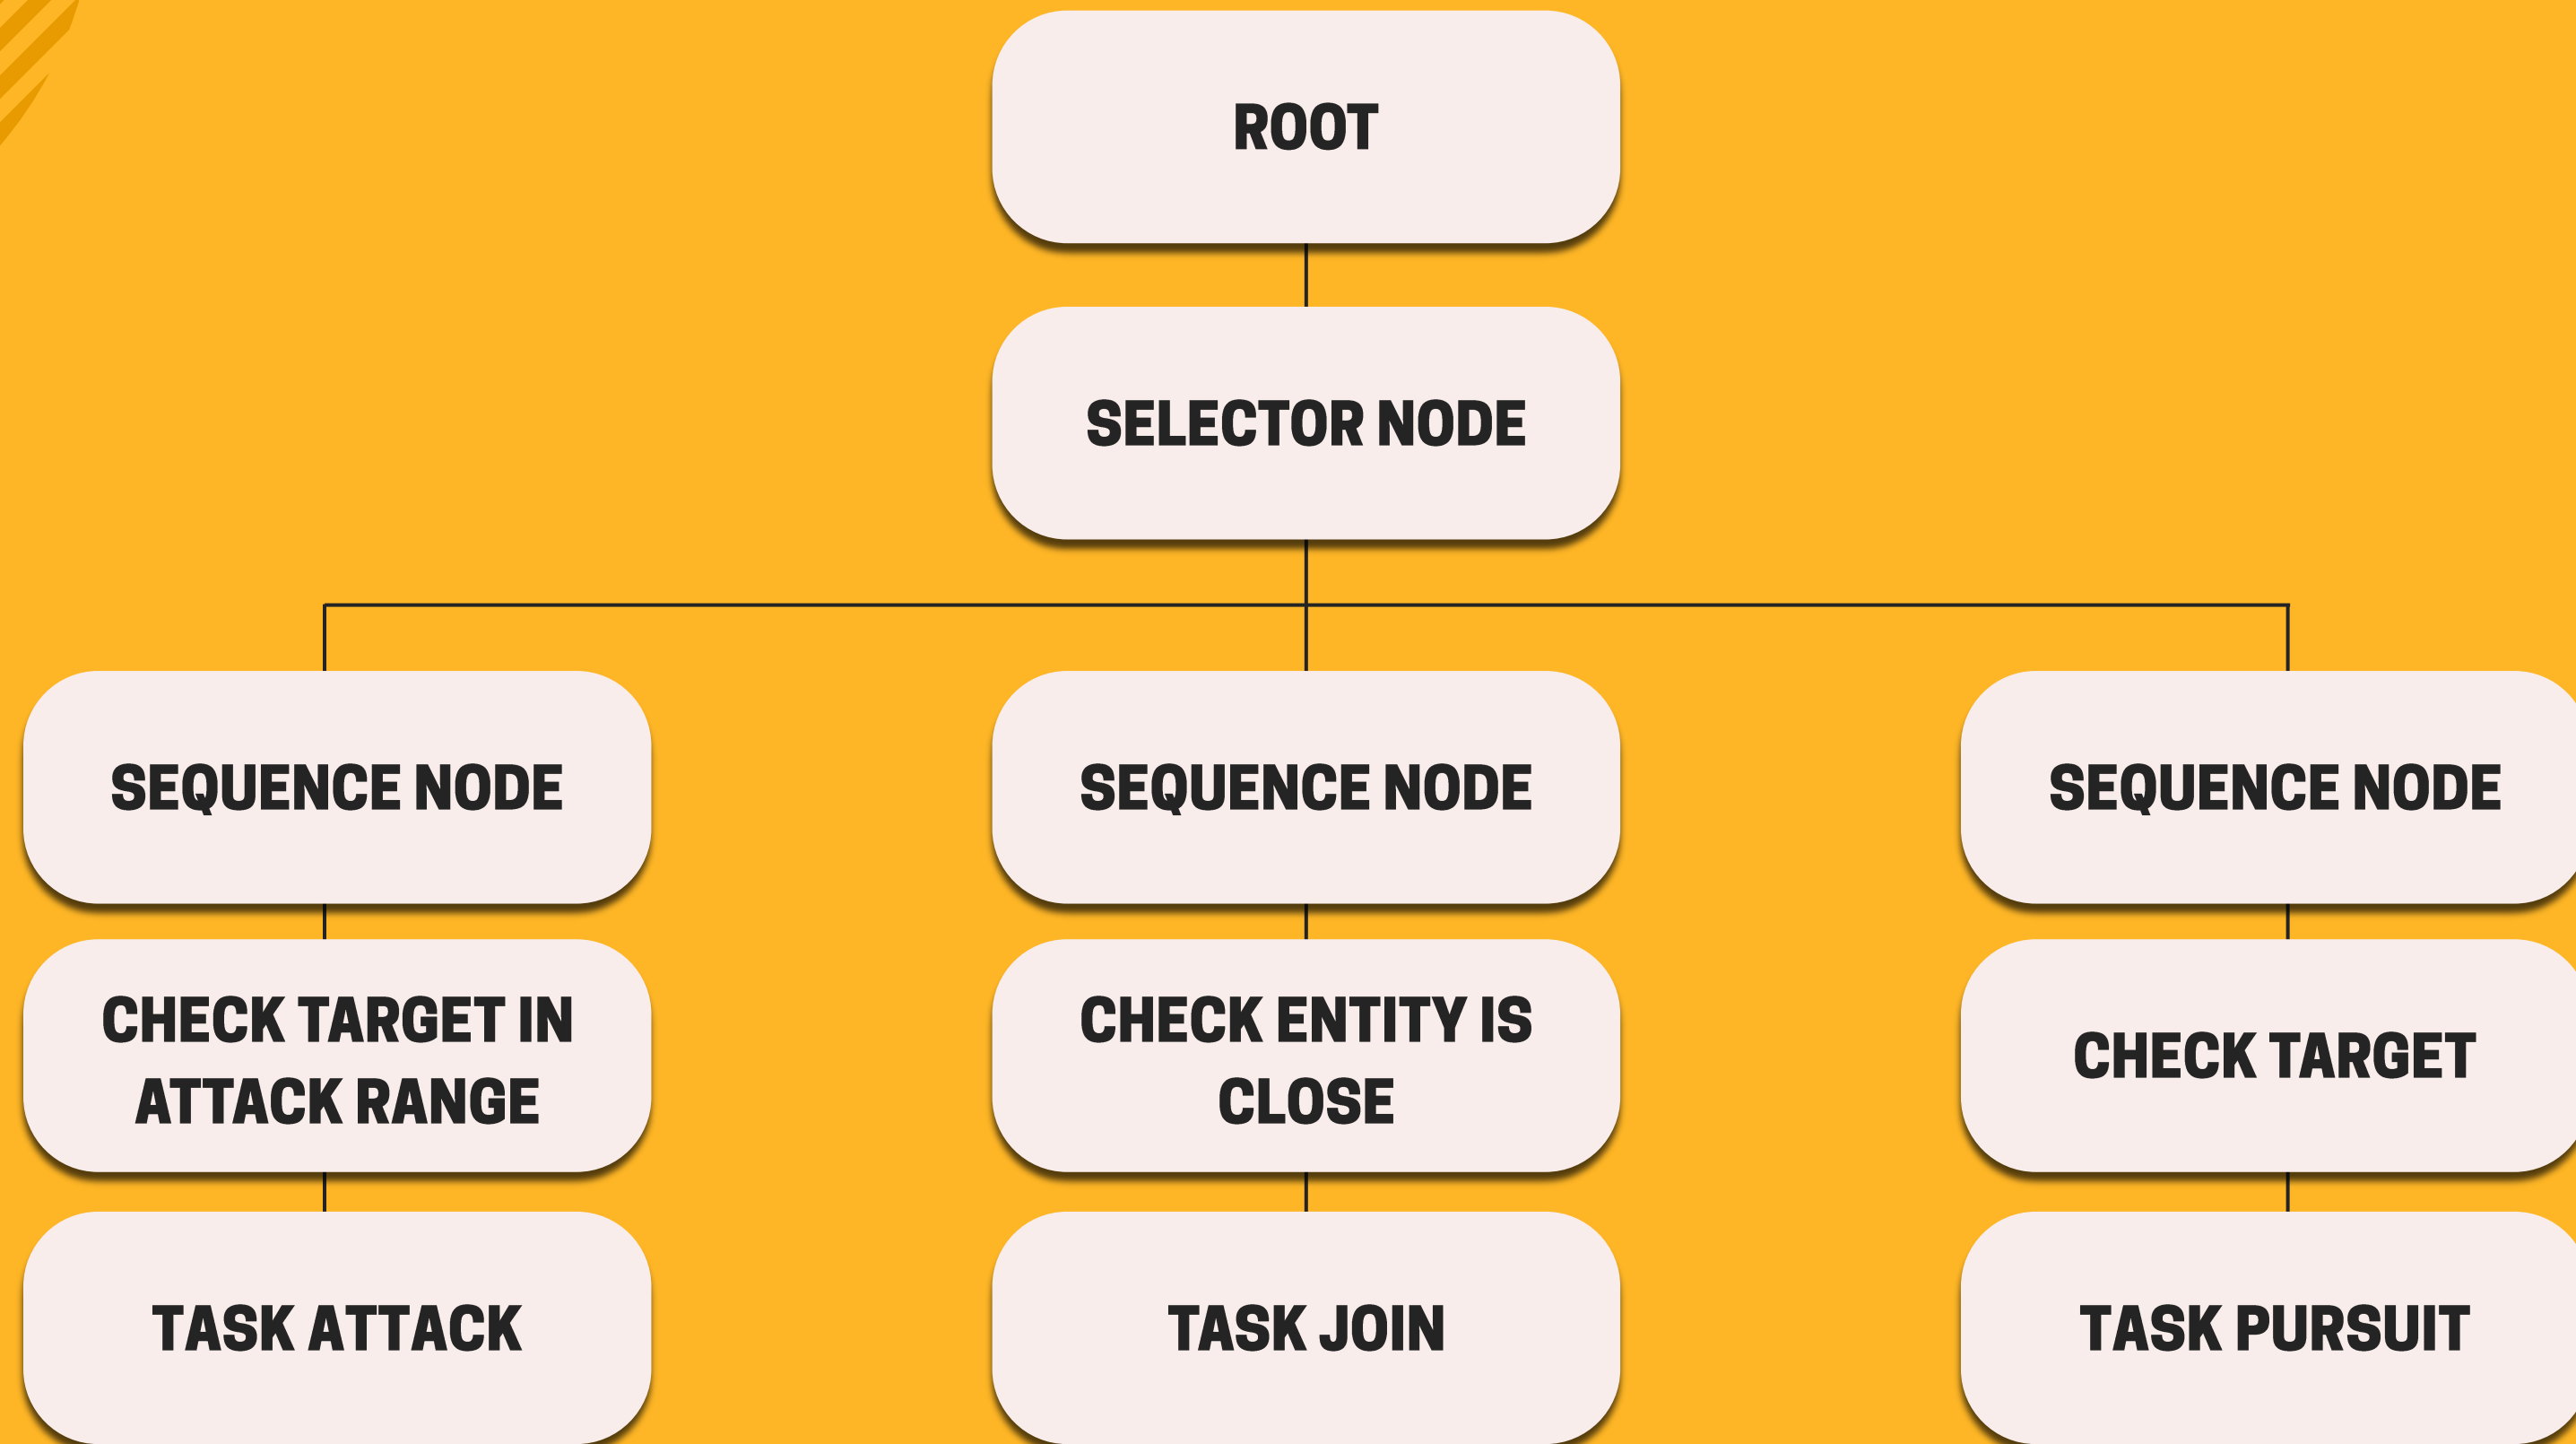 ROOT
SELECTOR NODE
SEQUENCE NODE
SEQUENCE NODE
SEQUENCE NODE
CHECK TARGET IN
ATTACK RANGE
CHECK ENTITY IS
CLOSE
CHECK TARGET
TASK ATTACK
TASK JOIN
TASK PURSUIT